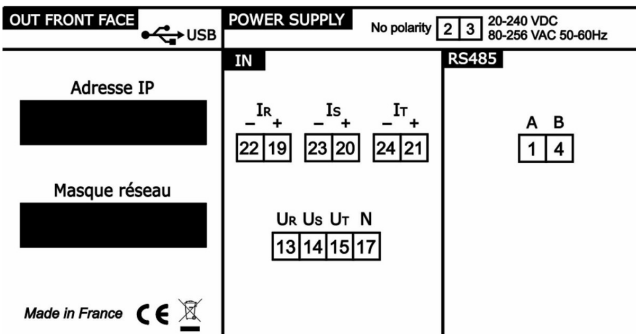 OUT FRONT FACE
USB
Adresse IP
Masque réseau
Made in France CE
POWER SUPPLY
No polarity 2 3 20-240 VDC
80-256 VAC 50-60Hz
IN
IR IS IT
– + – + – +
22 19 23 20 24 21
UR US UT N
13 14 15 17
RS485
A B
1 4